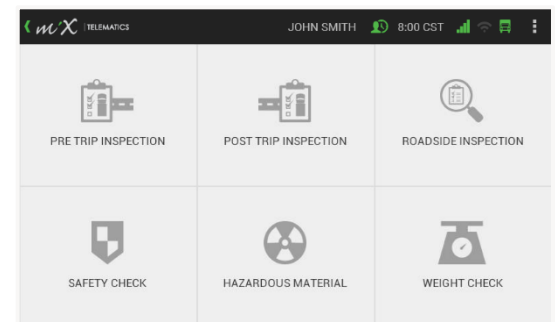 mix TELEMATICS JOHN SMITH 8:00 CST
PRE TRIP INSPECTION POST TRIP INSPECTION ROADSIDE INSPECTION
SAFETY CHECK HAZARDOUS MATERIAL WEIGHT CHECK